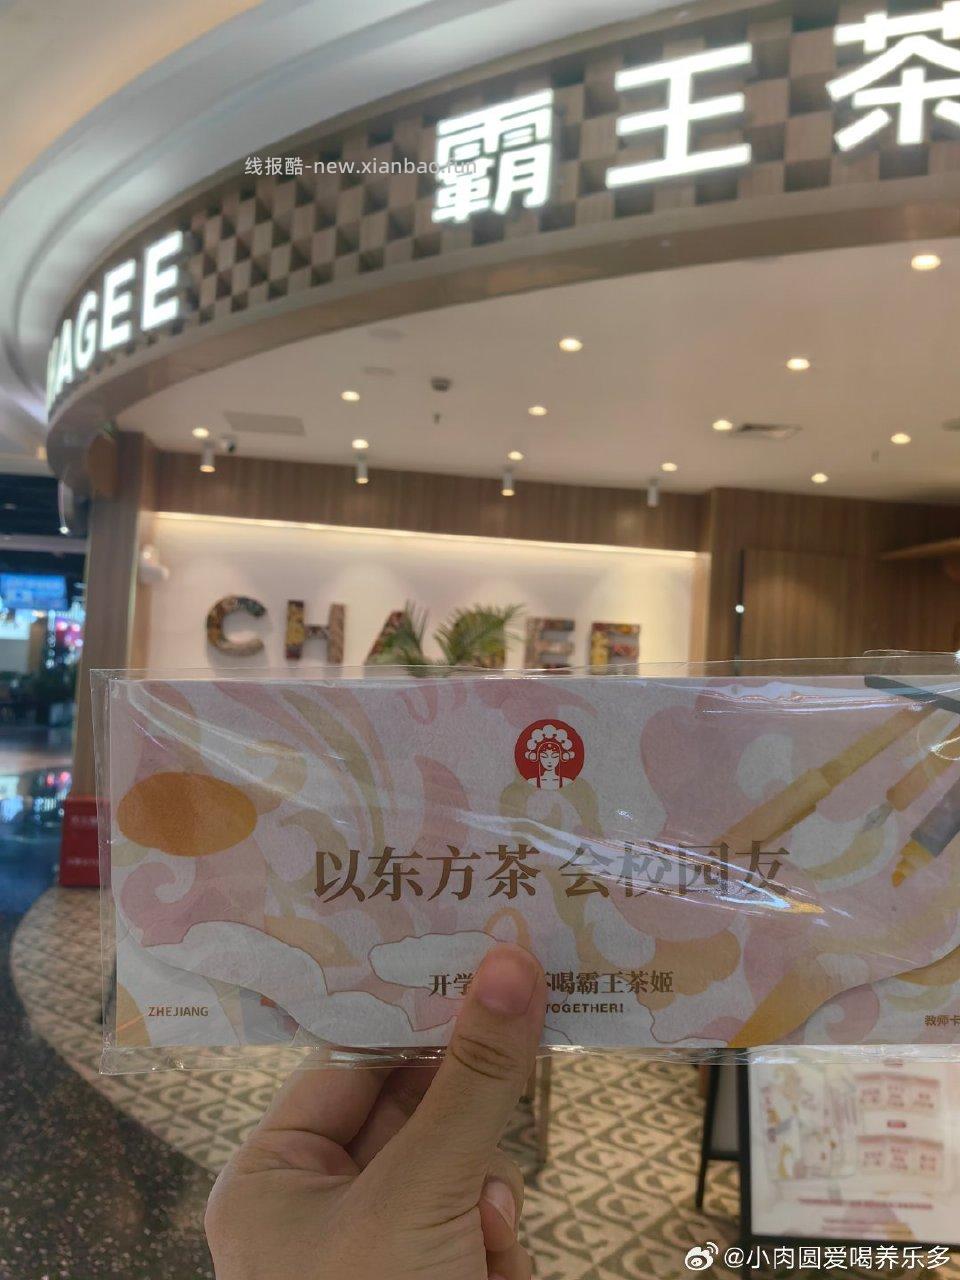 霸王茶
线报酷-new.xianbao.fun
AGEE
CHAGEE
以东方茶 会校园友
开学
喝霸王茶姬
TOGETHER!
ZHEJIANG
教师卡
@小肉圆爱喝养乐多